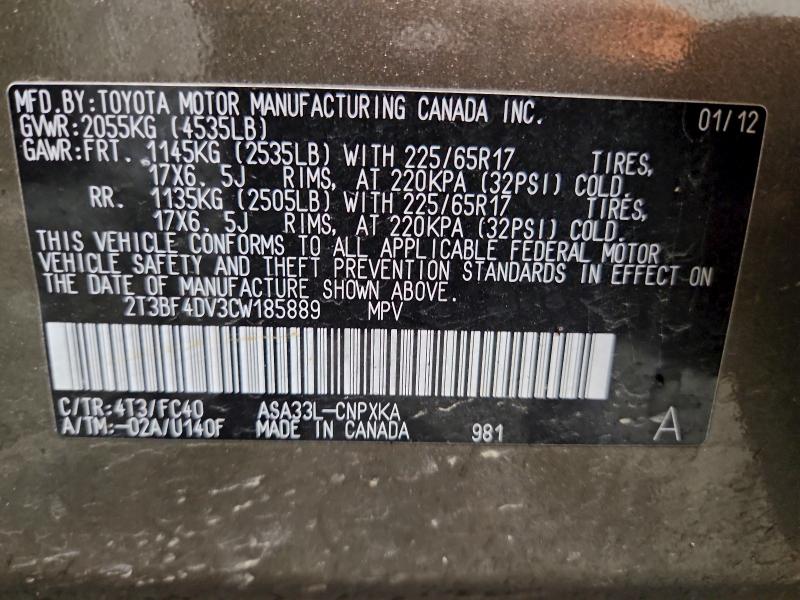 MFD.BY:TOYOTA MOTOR MANUFACTURING CANADA INC. 01/12
GVWR:2055KG (4535LB)
GAWR:FRT. 1145KG (2535LB) WITH 225/65R17 TIRES,
17X6.5J RIMS, AT 220KPA (32PSI) COLD.
RR. 1135KG (2505LB) WITH 225/65R17 TIRES,
17X6.5J RIMS, AT 220KPA (32PSI) COLD.
THIS VEHICLE CONFORMS TO ALL APPLICABLE FEDERAL MOTOR
VEHICLE SAFETY AND THEFT PREVENTION STANDARDS IN EFFECT ON
THE DATE OF MANUFACTURE SHOWN ABOVE.
2T3BF4DV3CW185889 MPV
C/TR:4T3/FC40 ASA33L-CNPXKA
A/TM:-02A/U140F MADE IN CANADA 981 A